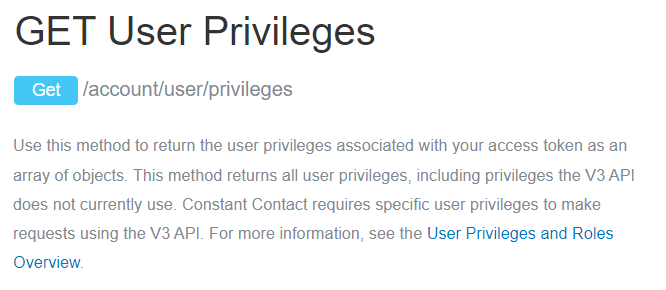 GET User Privileges
Get /account/user/privileges
Use this method to return the user privileges associated with your access token as an
array of objects. This method returns all user privileges, including privileges the V3 API
does not currently use. Constant Contact requires specific user privileges to make
requests using the V3 API. For more information, see the User Privileges and Roles
Overview.